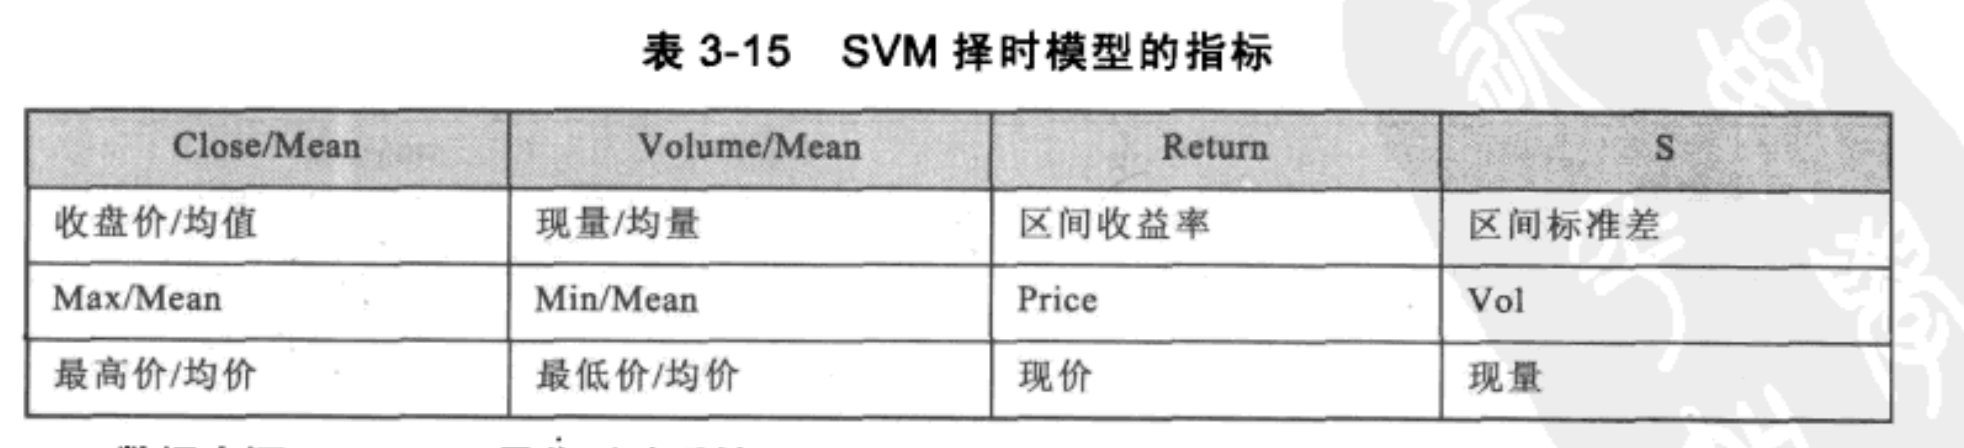 表 3-15 SVM 择时模型的指标
Close/Mean Volume/Mean Return S
收盘价/均值 现量/均量 区间收益率 区间标准差
Max/Mean Min/Mean Price Vol
最高价/均价 最低价/均价 现价 现量